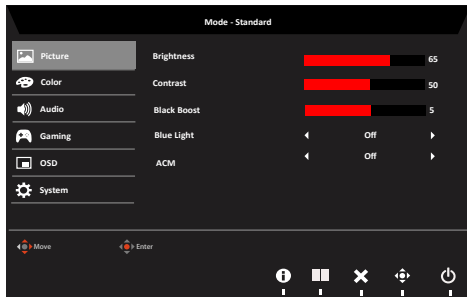 Mode - Standard
Picture
Brightness 65
Color
Contrast 50
Audio
Black Boost 5
Gaming
Blue Light Off
OSD
ACM Off
System
Move Enter